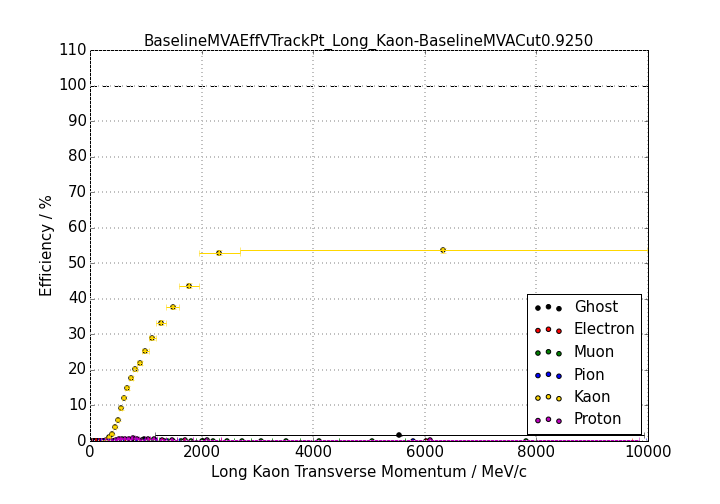 BaselineMVAEffVTrackPt_Long_Kaon-BaselineMVACut0.9250
110
100
90
80
70
60
50
40
30
20
10
0
Efficiency / %
Ghost
Electron
Muon
Pion
Kaon
Proton
0 2000 4000 6000 8000 10000
Long Kaon Transverse Momentum / MeV/c